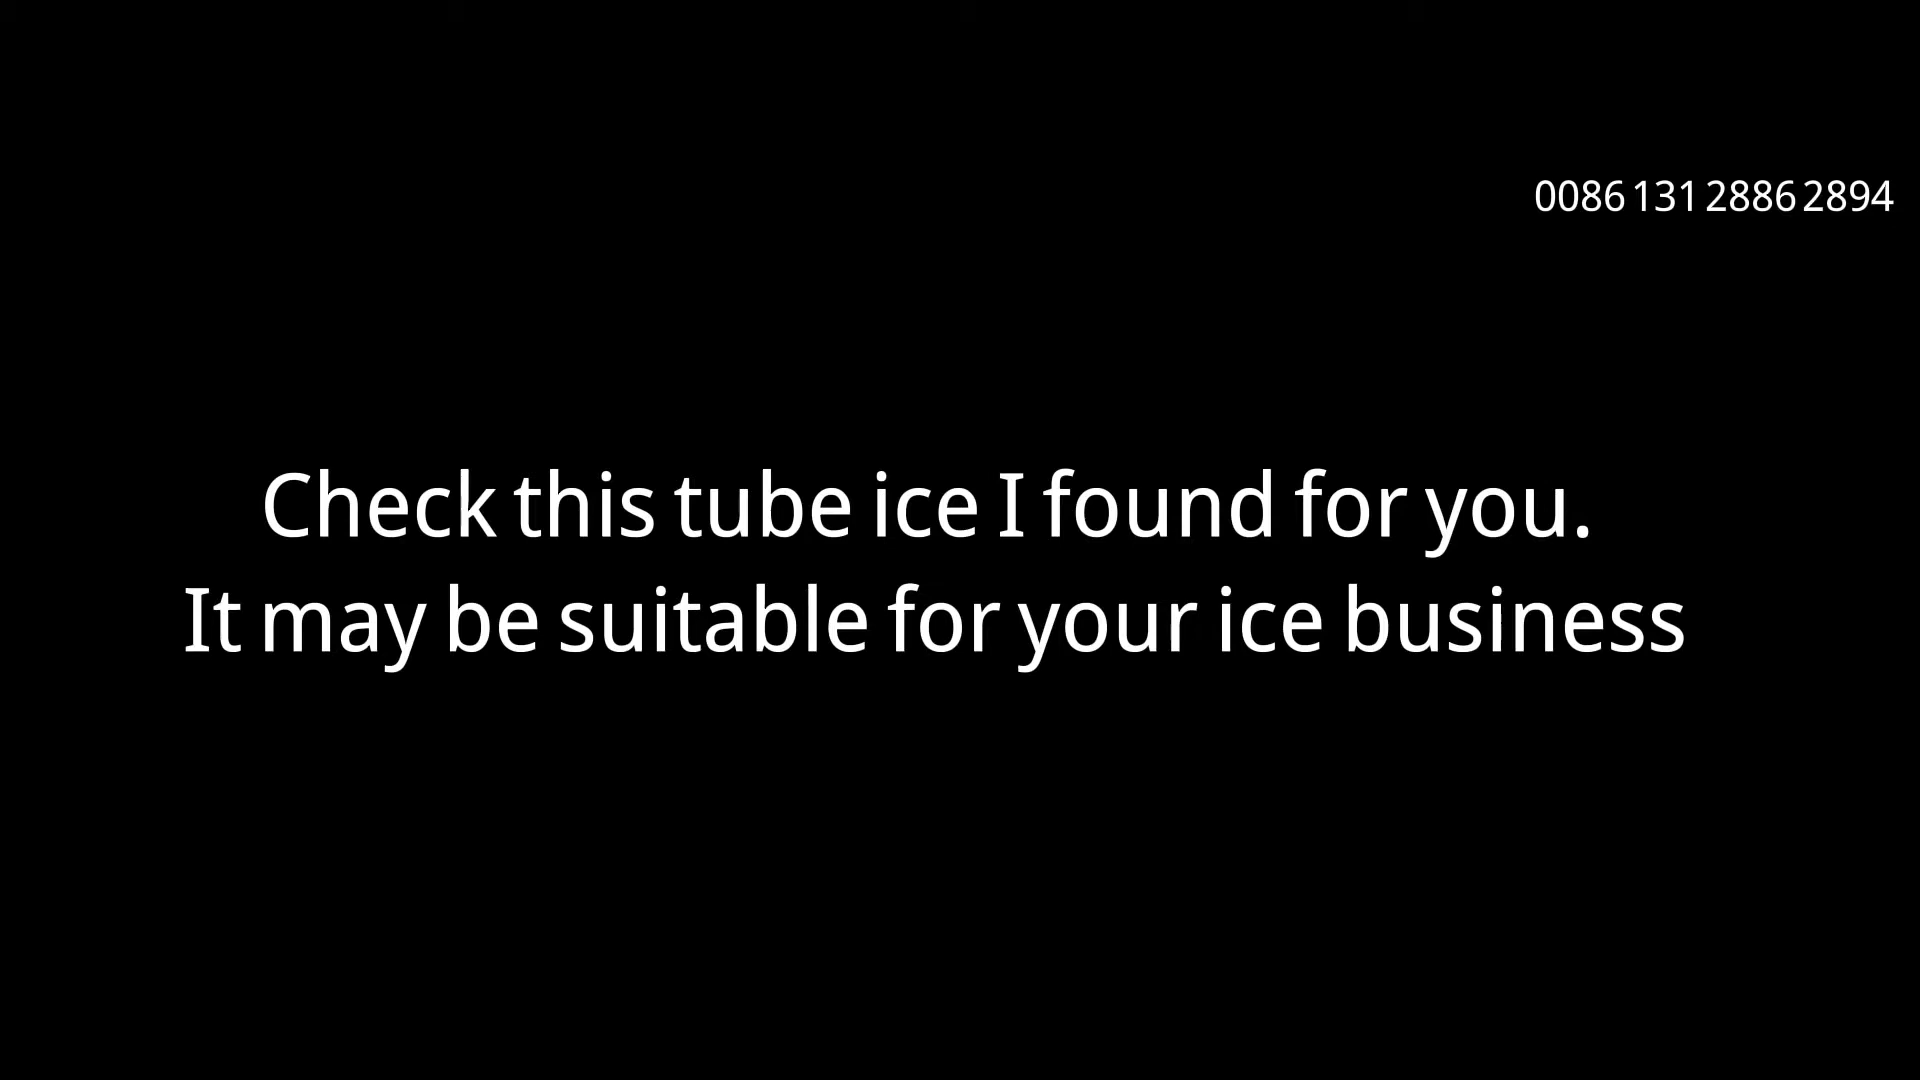 0086 131 2886 2894
Check this tube ice I found for you.
It may be suitable for your ice business